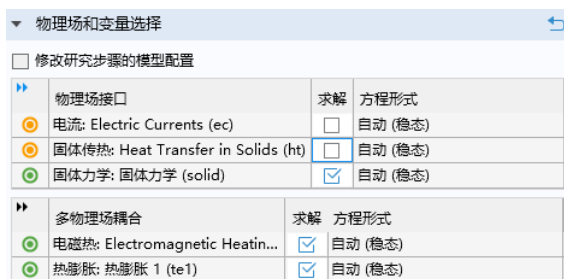 物理场和变量选择
修改研究步骤的模型配置
物理场接口 求解 方程形式
电流: Electric Currents (ec) 自动 (稳态)
固体传热: Heat Transfer in Solids (ht) 自动 (稳态)
固体力学: 固体力学 (solid) 自动 (稳态)
多物理场耦合 求解 方程形式
电磁热: Electromagnetic Heatin... 自动 (稳态)
热膨胀: 热膨胀 1 (te1) 自动 (稳态)